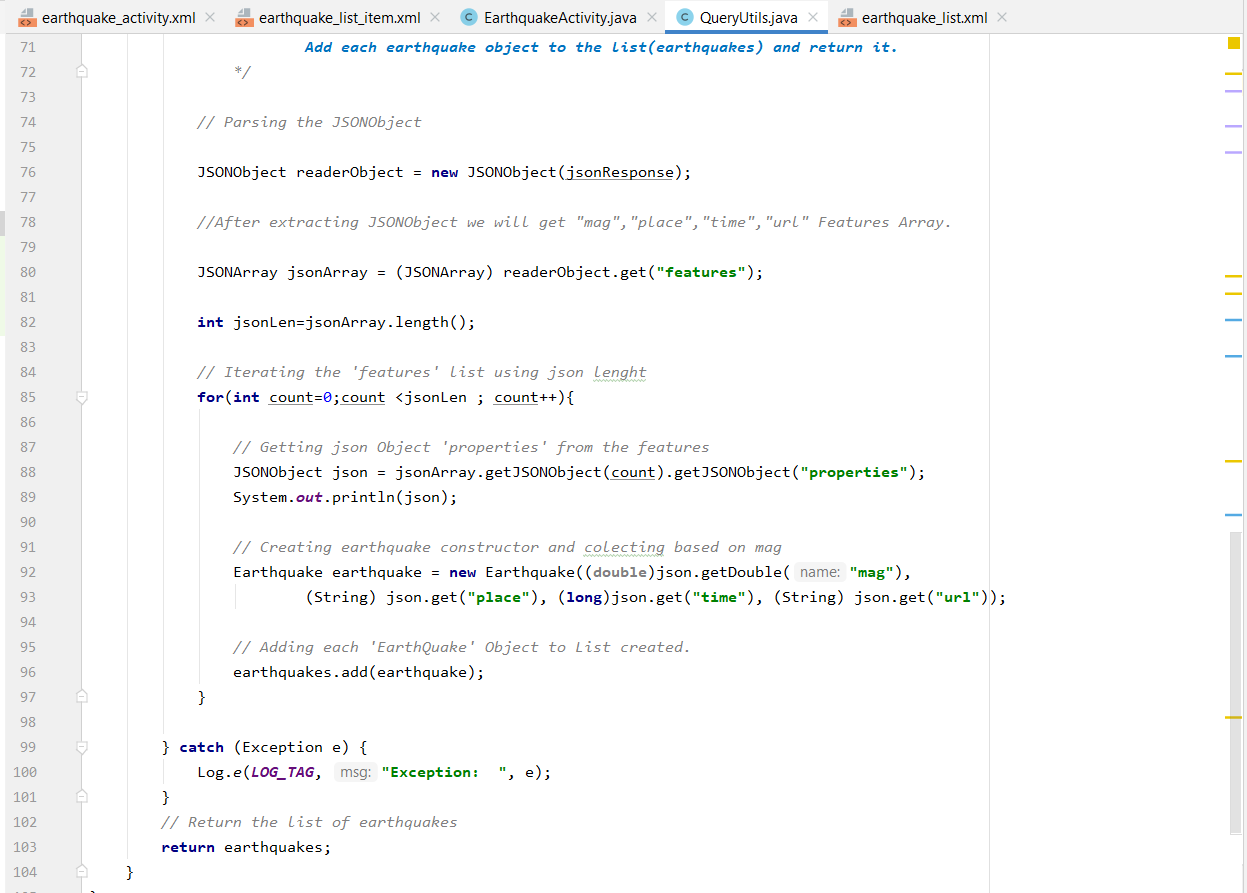 earthquake_activity.xml earthquake_list_item.xml EarthquakeActivity.java QueryUtils.java earthquake_list.xml
71 Add each earthquake object to the list(earthquakes) and return it.
72 */
73
74 // Parsing the JSONObject
75
76 JSONObject readerObject = new JSONObject(jsonResponse);
77
78 //After extracting JSONObject we will get "mag","place","time","url" Features Array.
79
80 JSONArray jsonArray = (JSONArray) readerObject.get("features");
81
82 int jsonLen=jsonArray.length();
83
84 // Iterating the 'features' list using json lenght
85 for(int count=0;count <jsonLen ; count++){
86
87 // Getting json Object 'properties' from the features
88 JSONObject json = jsonArray.getJSONObject(count).getJSONObject("properties");
89 System.out.println(json);
90
91 // Creating earthquake constructor and colecting based on mag
92 Earthquake earthquake = new Earthquake((double)json.getDouble( name: "mag"),
93 (String) json.get("place"), (long)json.get("time"), (String) json.get("url"));
94
95 // Adding each 'EarthQuake' Object to List created.
96 earthquakes.add(earthquake);
97 }
98
99 } catch (Exception e) {
100 Log.e(LOG_TAG, msg: "Exception:  ", e);
101 }
102 // Return the list of earthquakes
103 return earthquakes;
104 }